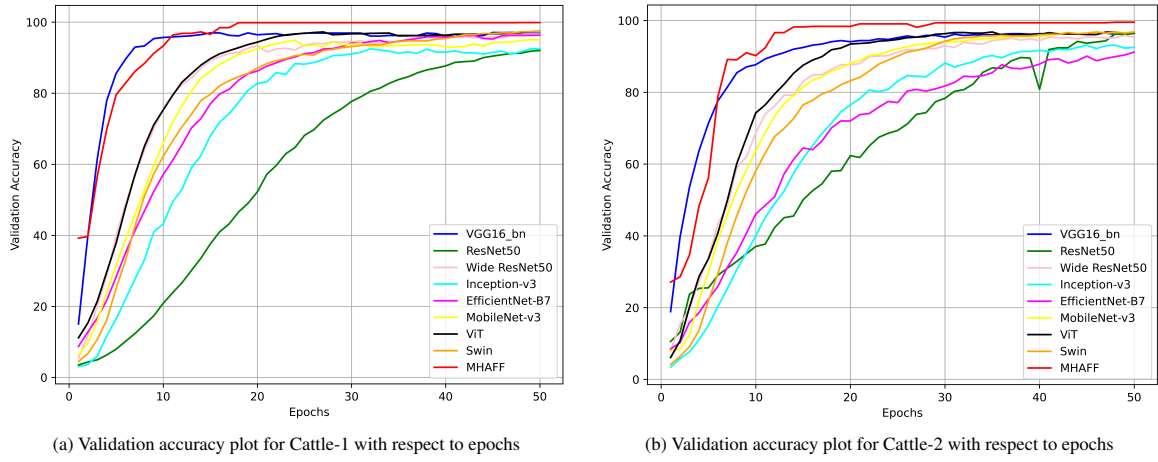 100
80
60
40
20
0
Validation Accuracy
0 10 20 30 40 50
Epochs
VGG16_bn
ResNet50
Wide ResNet50
Inception-v3
EfficientNet-B7
MobileNet-v3
ViT
Swin
MHAFF
(a) Validation accuracy plot for Cattle-1 with respect to epochs
100
80
60
40
20
0
Validation Accuracy
0 10 20 30 40 50
Epochs
VGG16_bn
ResNet50
Wide ResNet50
Inception-v3
EfficientNet-B7
MobileNet-v3
ViT
Swin
MHAFF
(b) Validation accuracy plot for Cattle-2 with respect to epochs